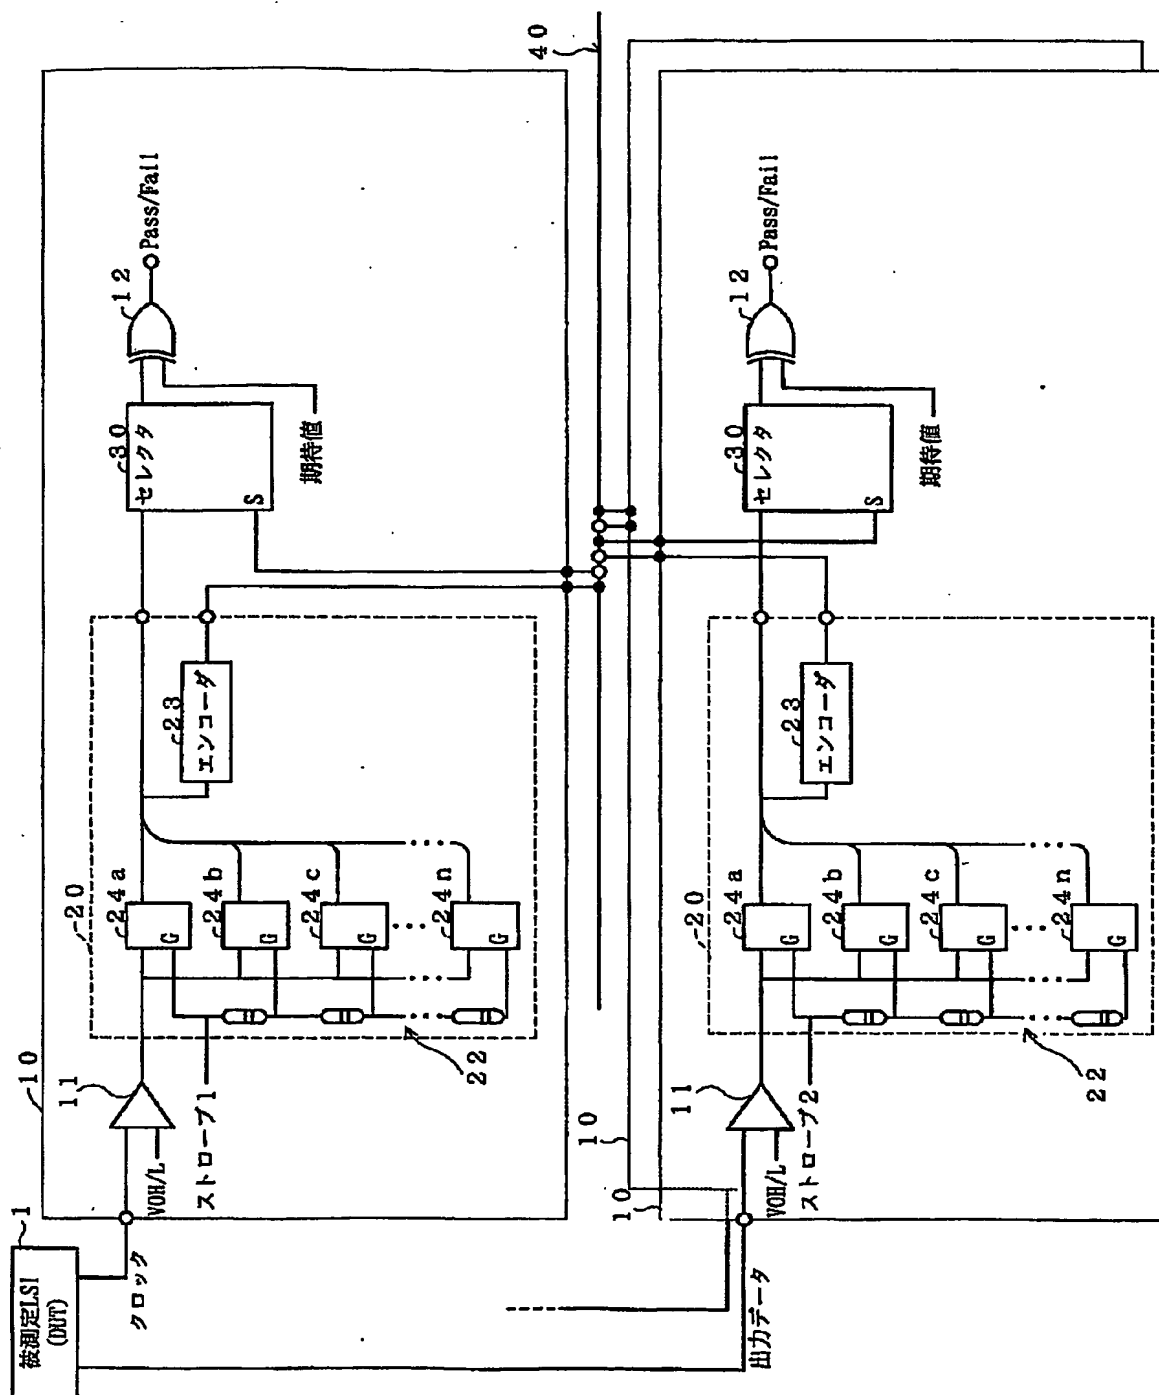 被測定LSI
(DUT)
1
クロック
出力データ
10
11
VOH/L
ストローブ1
20
22
24a
24b
24c
24n
G
G
G
G
23
エンコーダ
30
セレクタ
S
期待値
12
Pass/Fail
40
10
10
11
VOH/L
ストローブ2
20
22
24a
24b
24c
24n
G
G
G
G
23
エンコーダ
30
セレクタ
S
期待値
12
Pass/Fail